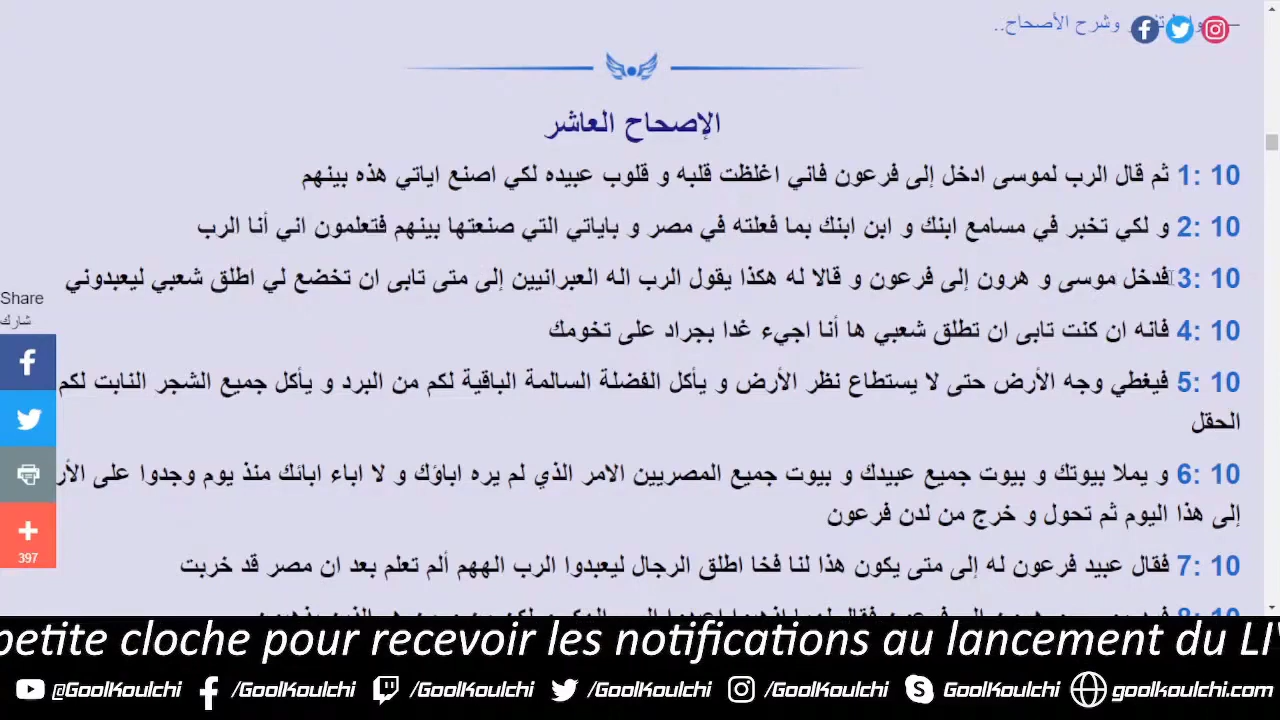 وشرح الأصحاح..
الإصحاح العاشر
10 :1 ثم قال الرب لموسى ادخل إلى فرعون فاني اغلظت قلبه و قلوب عبيده لكي اصنع اياتي هذه بينهم
10 :2 و لكي تخبر في مسامع ابنك و ابن ابنك بما فعلته في مصر و باياتي التي صنعتها بينهم فتعلمون اني أنا الرب
10 :3 فدخل موسى و هرون إلى فرعون و قالا له هكذا يقول الرب اله العبرانيين إلى متى تابى ان تخضع لي اطلق شعبي ليعبدوني
10 :4 فانه ان كنت تابى ان تطلق شعبي ها أنا اجيء غدا بجراد على تخومك
10 :5 فيغطي وجه الأرض حتى لا يستطاع نظر الأرض و يأكل الفضلة السالمة الباقية لكم من البرد و يأكل جميع الشجر النابت لكم
الحقل
10 :6 و يملا بيوتك و بيوت جميع عبيدك و بيوت جميع المصريين الامر الذي لم يره اباؤك و لا اباء ابائك منذ يوم وجدوا على الأر
إلى هذا اليوم ثم تحول و خرج من لدن فرعون
10 :7 فقال عبيد فرعون له إلى متى يكون هذا لنا فخا اطلق الرجال ليعبدوا الرب الههم ألم تعلم بعد ان مصر قد خربت
10 :8
Share
شارك
397
petite cloche pour recevoir les notifications au lancement du LI
@GoolKoulchi /GoolKoulchi /GoolKoulchi /GoolKoulchi /GoolKoulchi GoolKoulchi goolkoulchi.com